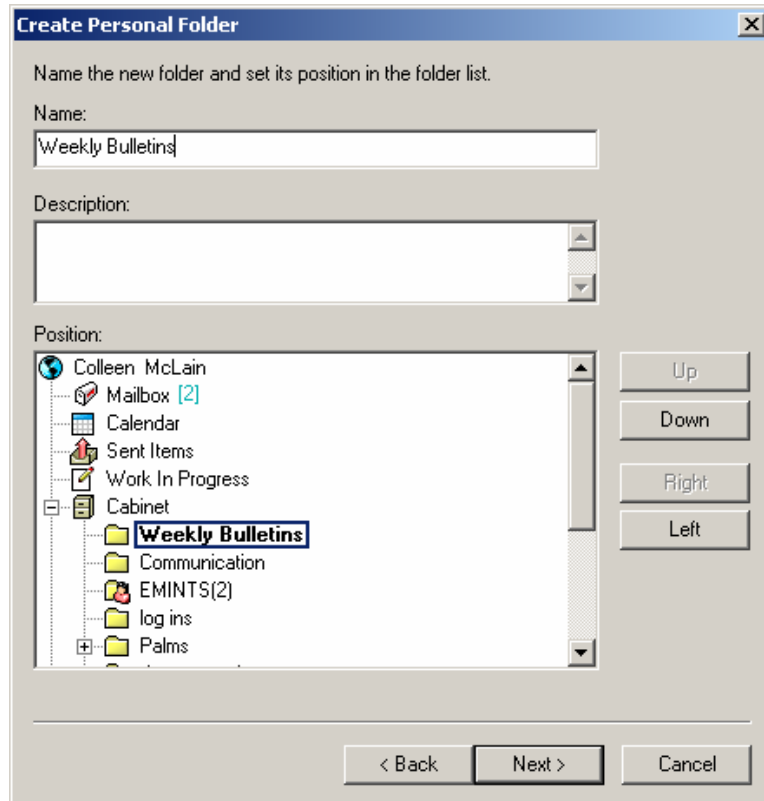 Create Personal Folder
Name the new folder and set its position in the folder list.
Name:
Weekly Bulletins
Description:
Position:
Colleen McLain
Mailbox [2]
Calendar
Sent Items
Work In Progress
Cabinet
Weekly Bulletins
Communication
EMINTS(2)
log ins
Palms
Up
Down
Right
Left
< Back
Next >
Cancel